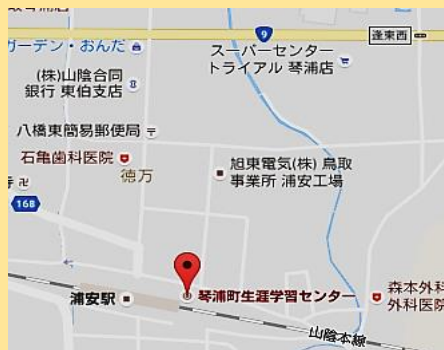 ガーデン・おんだ
9
逢束西
スーパーセンター
トライアル 琴浦店
(株)山陰合同
銀行 東伯支店
八橋東簡易郵便局
石亀歯科医院
徳万
旭東電気(株) 鳥取
事業所 浦安工場
168
浦安駅
琴浦町生涯学習センター
森本外科
外科医院
山陰本線